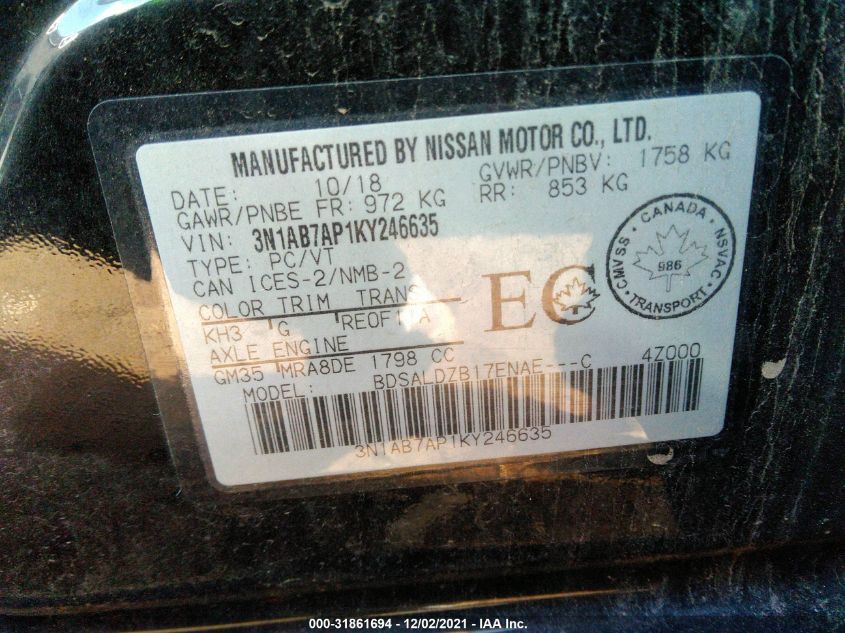 MANUFACTURED BY NISSAN MOTOR CO., LTD.
DATE: 10/18 GVWR/PNBV: 1758 KG
GAWR/PNBE FR: 972 KG RR: 853 KG
VIN: 3N1AB7AP1KY246635
TYPE: PC/VT
CAN ICES-2/NMB-2
COLOR TRIM TRANS
KH3 G RE0F11A
AXLE ENGINE
GM35 MRA8DE 1798 CC 4Z000
MODEL: BDSALDZB17ENAE---C
3N1AB7AP1KY246635
EC
CANADA
CMVSS
NSVAC
986
TRANSPORT
000-31861694 - 12/02/2021 - IAA Inc.